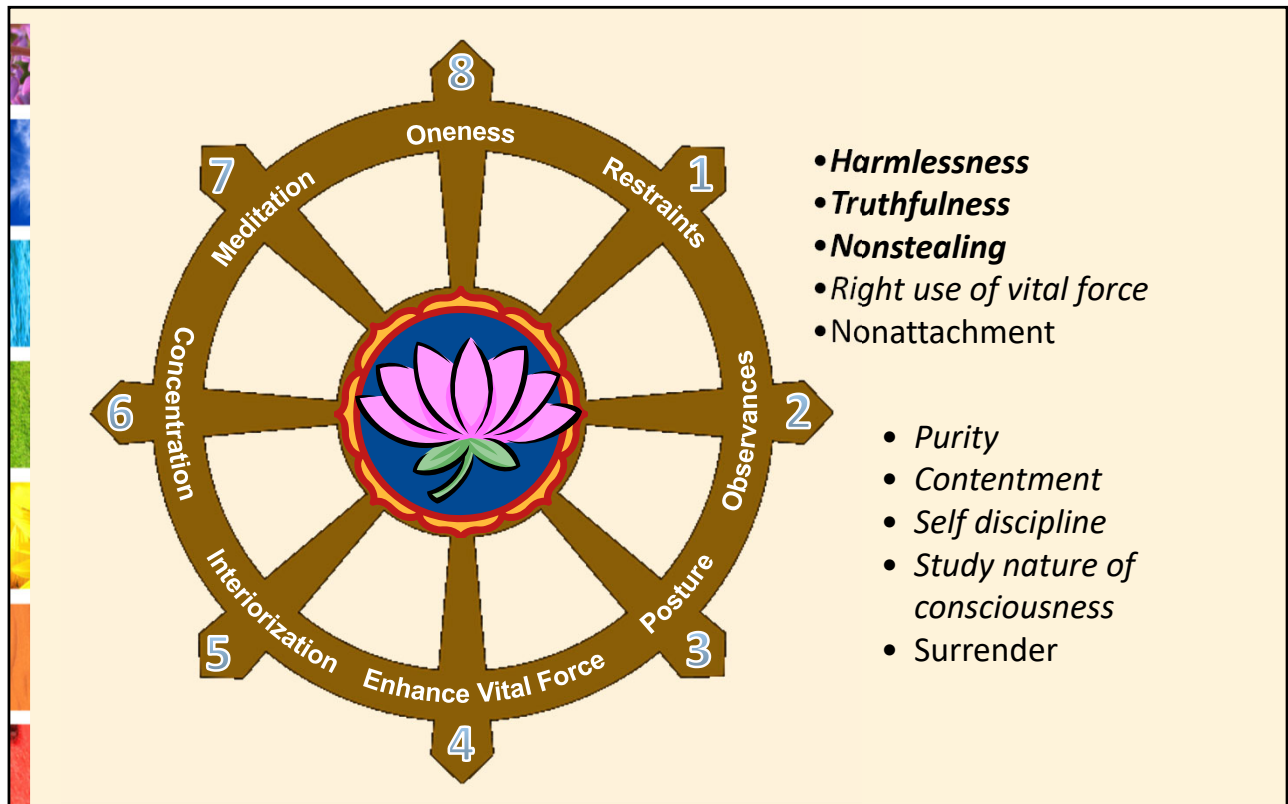 8
Oneness
7
Meditation
1
Restraints
6
Concentration
2
Observances
5
Interiorization
3
Posture
Enhance Vital Force
4
•Harmlessness
•Truthfulness
•Nonstealing
•Right use of vital force
•Nonattachment
• Purity
• Contentment
• Self discipline
• Study nature of
consciousness
• Surrender